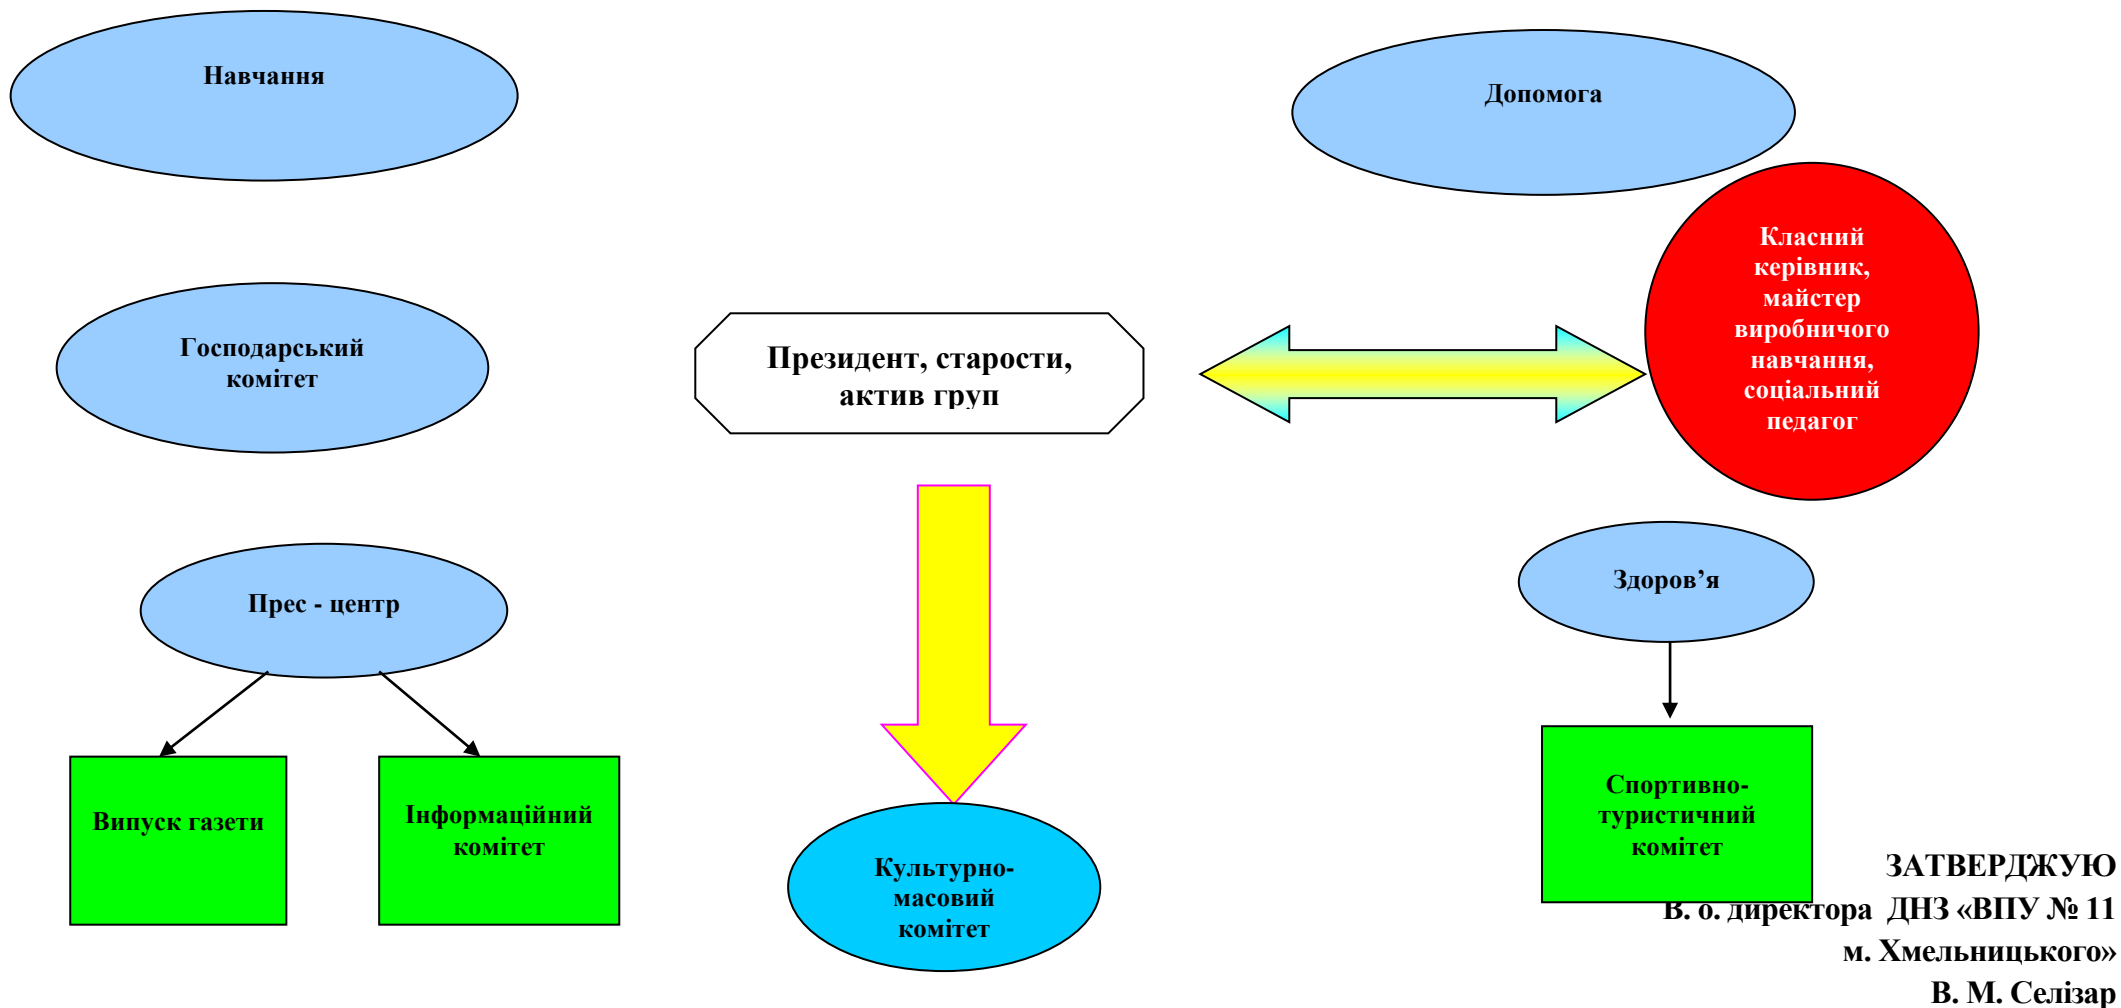 Навчання
Допомога
Класний
керівник,
майстер
виробничого
навчання,
соціальний
педагог
Господарський
комітет
Президент, старости,
актив груп
Прес - центр
Здоров’я
Випуск газети
Інформаційний
комітет
Культурно-
масовий
комітет
Спортивно-
туристичний
комітет
ЗАТВЕРДЖУЮ
В. о. директора ДНЗ «ВПУ № 11
м. Хмельницького»
В. М. Селізар